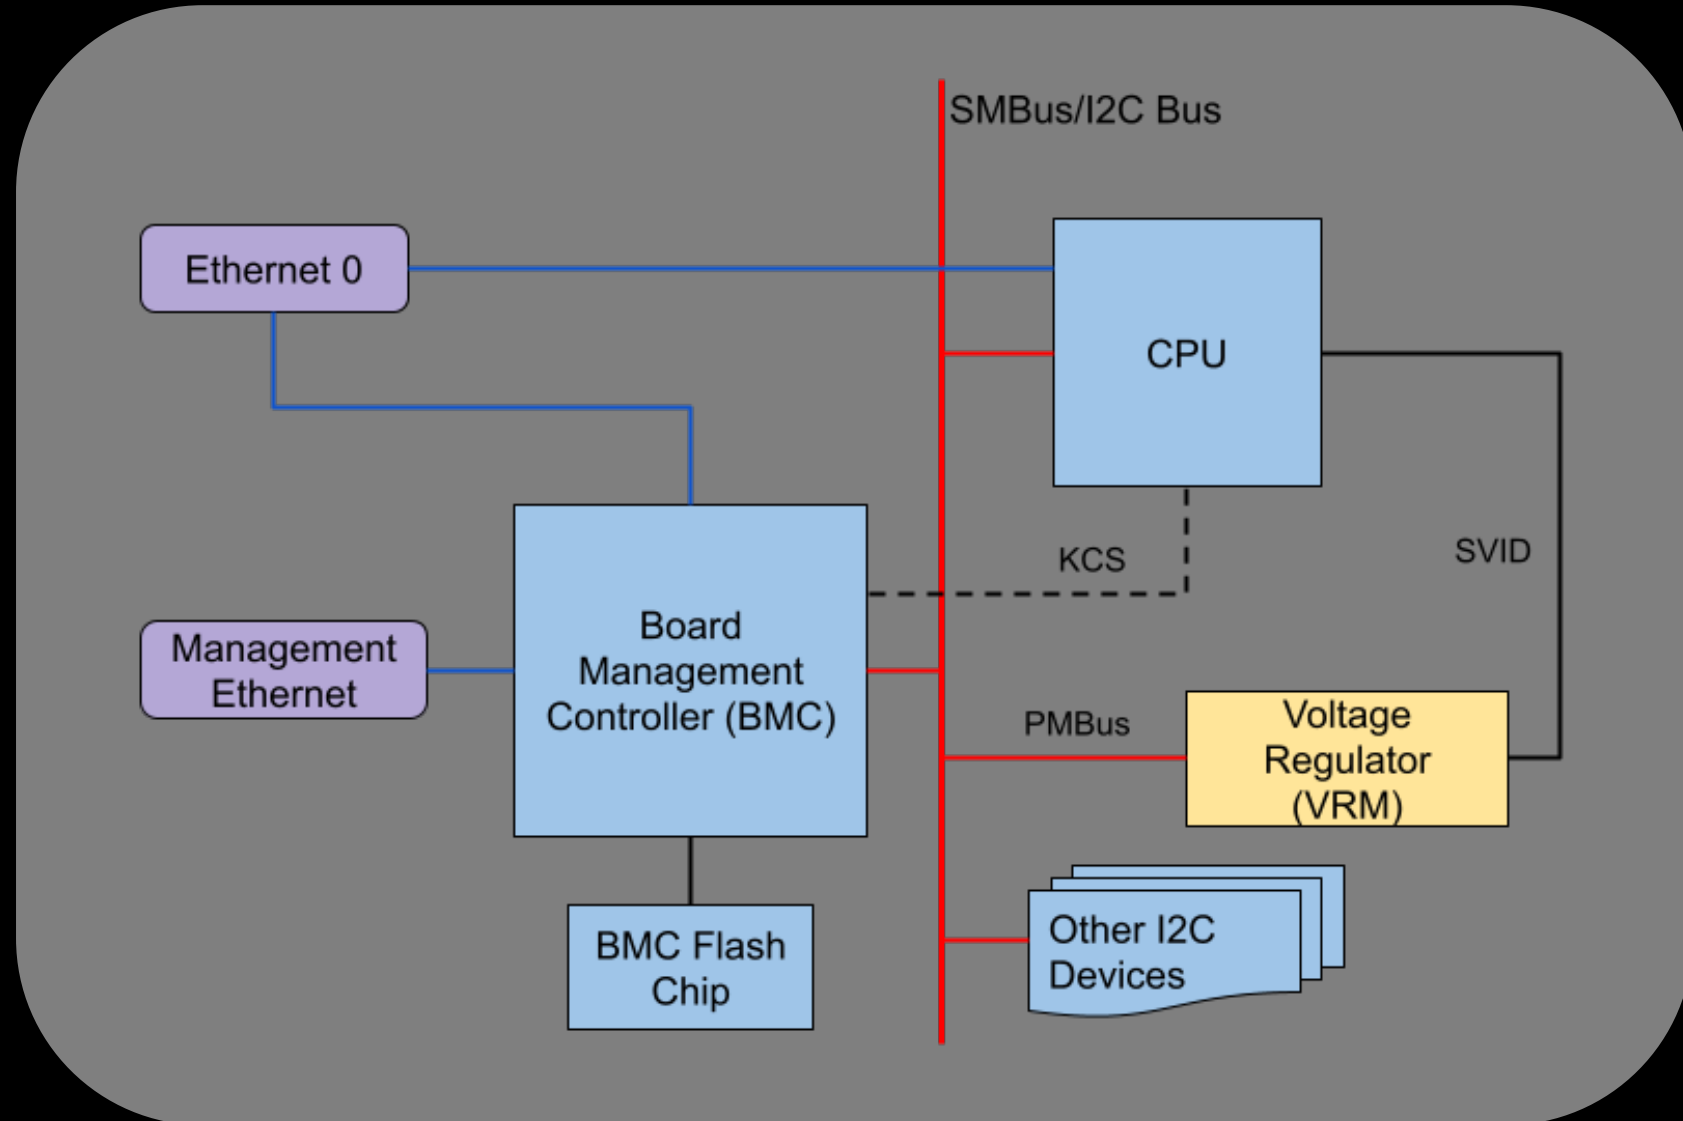 SMBus/I2C Bus
Ethernet 0
CPU
KCS
SVID
Board
Management
Controller (BMC)
Management
Ethernet
PMBus
Voltage
Regulator
(VRM)
BMC Flash
Chip
Other I2C
Devices